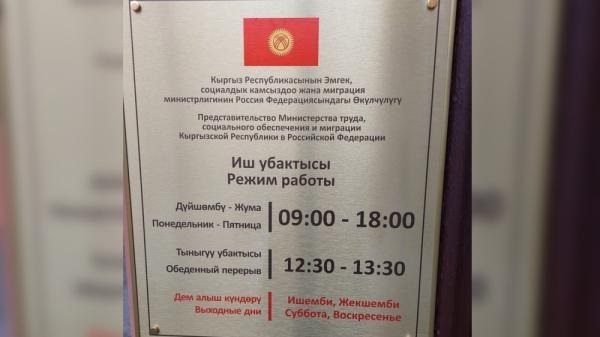 Кыргыз Республикасынын Эмгек,
социалдык камсыздоо жана миграция
министрлигинин Россия Федерациясындагы Өкүлчүлүгү
Представительство Министерства труда,
социального обеспечения и миграции
Кыргызской Республики в Российской Федерации
Иш убактысы
Режим работы
Дүйшөмбү - Жума
Понедельник - Пятница
09:00 - 18:00
Тыныгуу убактысы
Обеденный перерыв
12:30 - 13:30
Дем алыш күндөрү
Выходные дни
Ишемби, Жекшемби
Суббота, Воскресенье